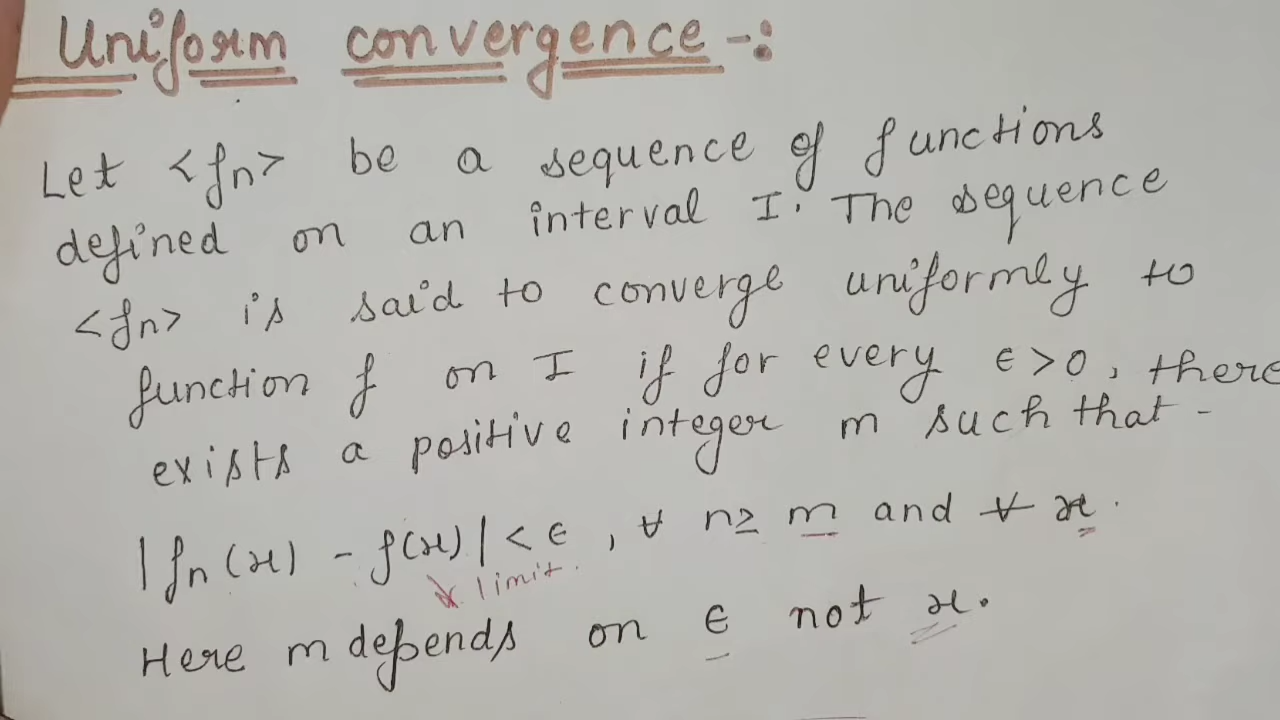 Uniform convergence -:
Let <fn> be a sequence of functions
defined on an interval I. The sequence
<fn> is said to converge uniformly to
function f on I if for every ϵ>0, there
exists a positive integer m such that -
|fn(x) - f(x)| < ϵ, ∀ n≥ m and ∀ x.
limit.
Here m depends on ϵ not x.